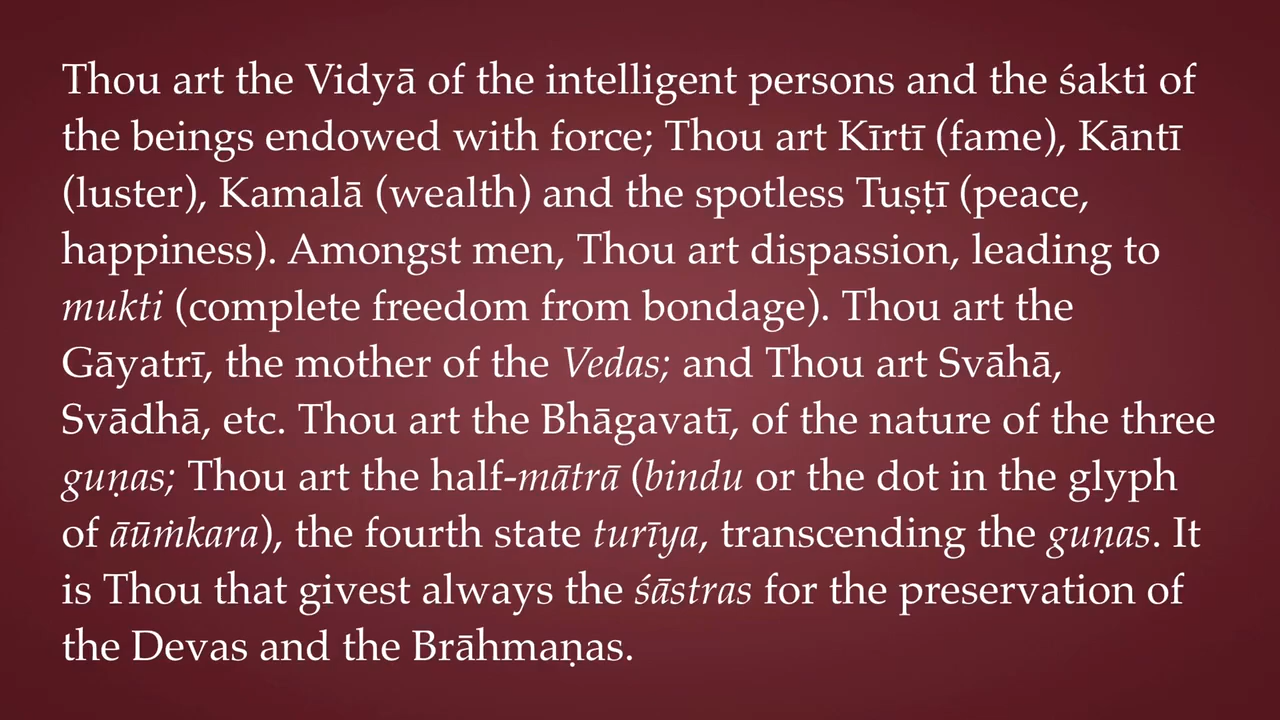 Thou art the Vidyā of the intelligent persons and the śakti of
the beings endowed with force; Thou art Kīrtī (fame), Kāntī
(luster), Kamalā (wealth) and the spotless Tuṣṭī (peace,
happiness). Amongst men, Thou art dispassion, leading to
mukti (complete freedom from bondage). Thou art the
Gāyatrī, the mother of the Vedas; and Thou art Svāhā,
Svādhā, etc. Thou art the Bhāgavatī, of the nature of the three
guṇas; Thou art the half-mātrā (bindu or the dot in the glyph
of āūṁkara), the fourth state turīya, transcending the guṇas. It
is Thou that givest always the śāstras for the preservation of
the Devas and the Brāhmaṇas.